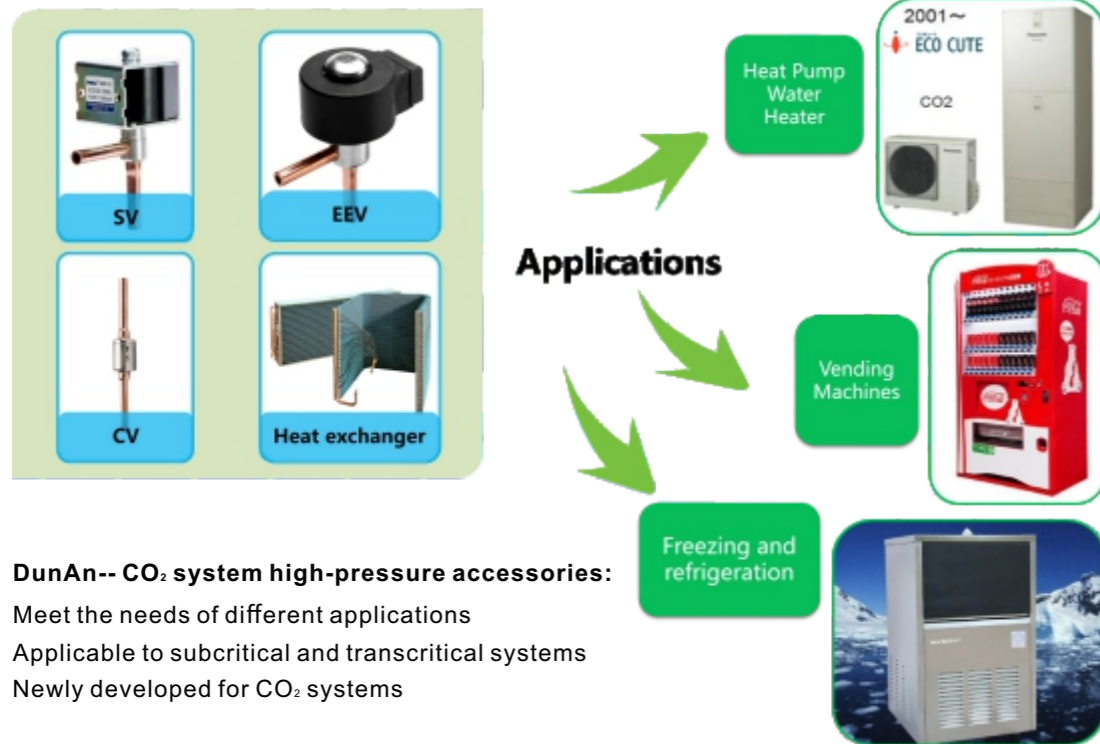 SV
EEV
CV
Heat exchanger
Applications
Heat Pump
Water
Heater
2001～
ECO CUTE
CO2
Vending
Machines
Freezing and
refrigeration
DunAn-- CO₂ system high-pressure accessories:
Meet the needs of different applications
Applicable to subcritical and transcritical systems
Newly developed for CO₂ systems